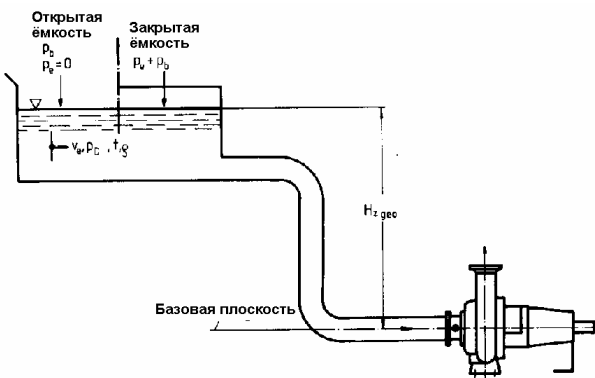 Открытая
ёмкость
p_b
p_e = 0
Закрытая
ёмкость
p_e + p_b
v_e, p_D, t, ϱ
H_z geo
Базовая плоскость